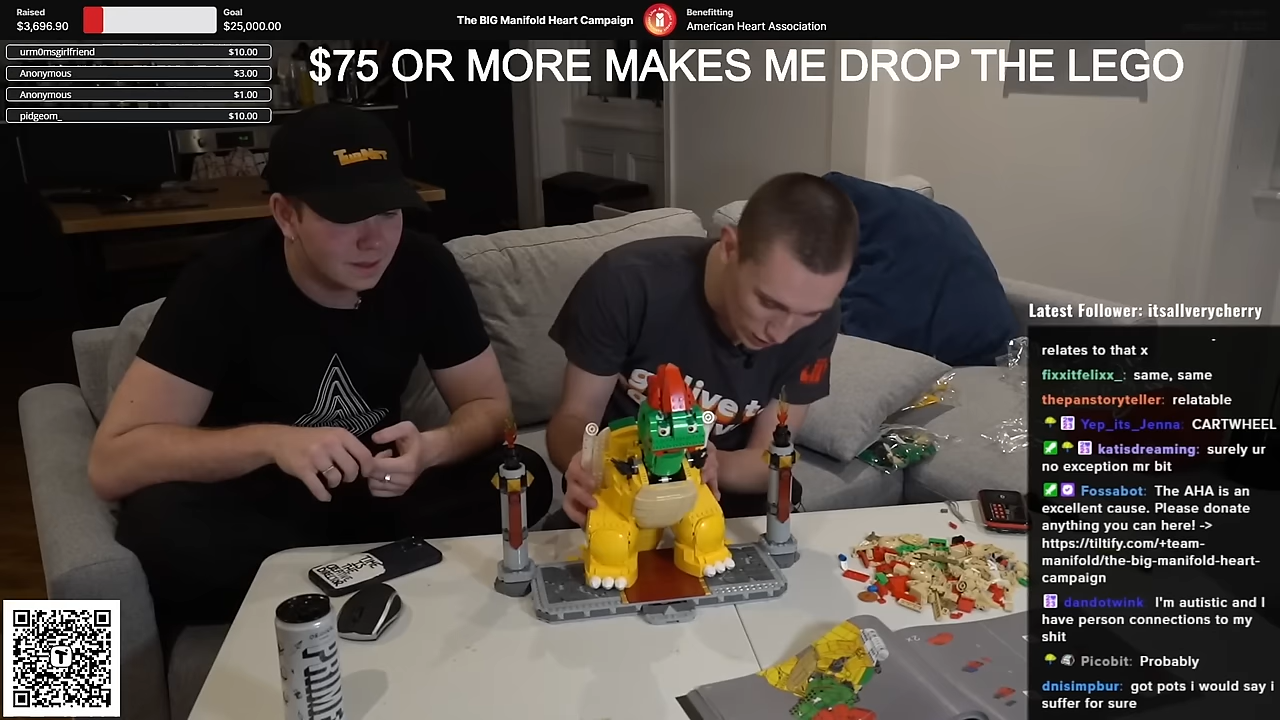 Raised
$3,696.90
Goal
$25,000.00
The BIG Manifold Heart Campaign
Benefitting
American Heart Association
urm0msgirlfriend $10.00
Anonymous $3.00
Anonymous $1.00
pidgeom_ $10.00
$75 OR MORE MAKES ME DROP THE LEGO
Latest Follower: itsallverycherry
relates to that x
fixxitfelixx_: same, same
thepanstoryteller: relatable
Yep_its_Jenna: CARTWHEEL
katisdreaming: surely ur
no exception mr bit
Fossabot: The AHA is an
excellent cause. Please donate
anything you can here! ->
https://tiltify.com/+team-
manifold/the-big-manifold-heart-
campaign
dandotwink: I'm autistic and I
have person connections to my
shit
Picobit: Probably
dnisimpbur: got pots i would say i
suffer for sure